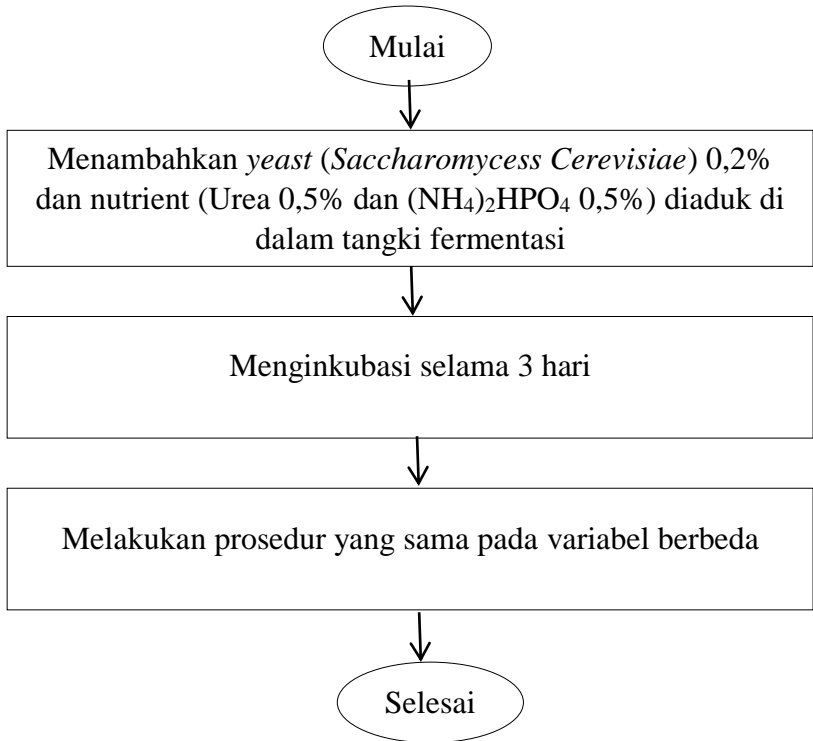 Mulai
Menambahkan yeast (Saccharomycess Cerevisiae) 0,2%
dan nutrient (Urea 0,5% dan (NH₄)₂HPO₄ 0,5%) diaduk di
dalam tangki fermentasi
Menginkubasi selama 3 hari
Melakukan prosedur yang sama pada variabel berbeda
Selesai